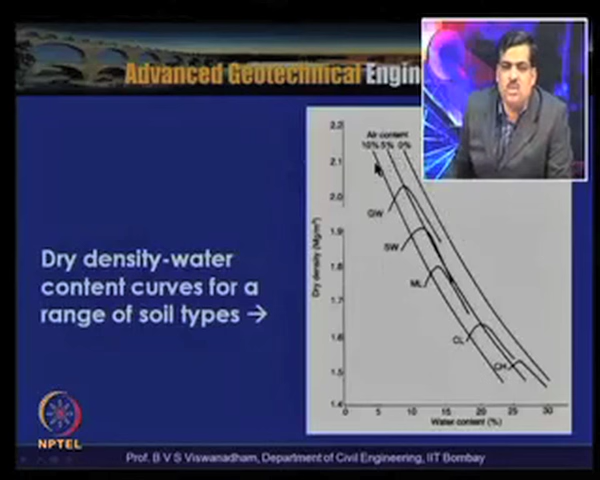 Advanced Geotechnical Engin
Dry density-water
content curves for a
range of soil types →
Air content
10% 5% 0%
2.2
2.1
2.0
1.9
1.8
1.7
1.6
1.5
1.4
Dry density (Mg/m³)
GW
SW
ML
CL
CH
0 5 10 15 20 25 30
Water content (%)
NPTEL
Prof. B V S Viswanadham, Department of Civil Engineering, IIT Bombay